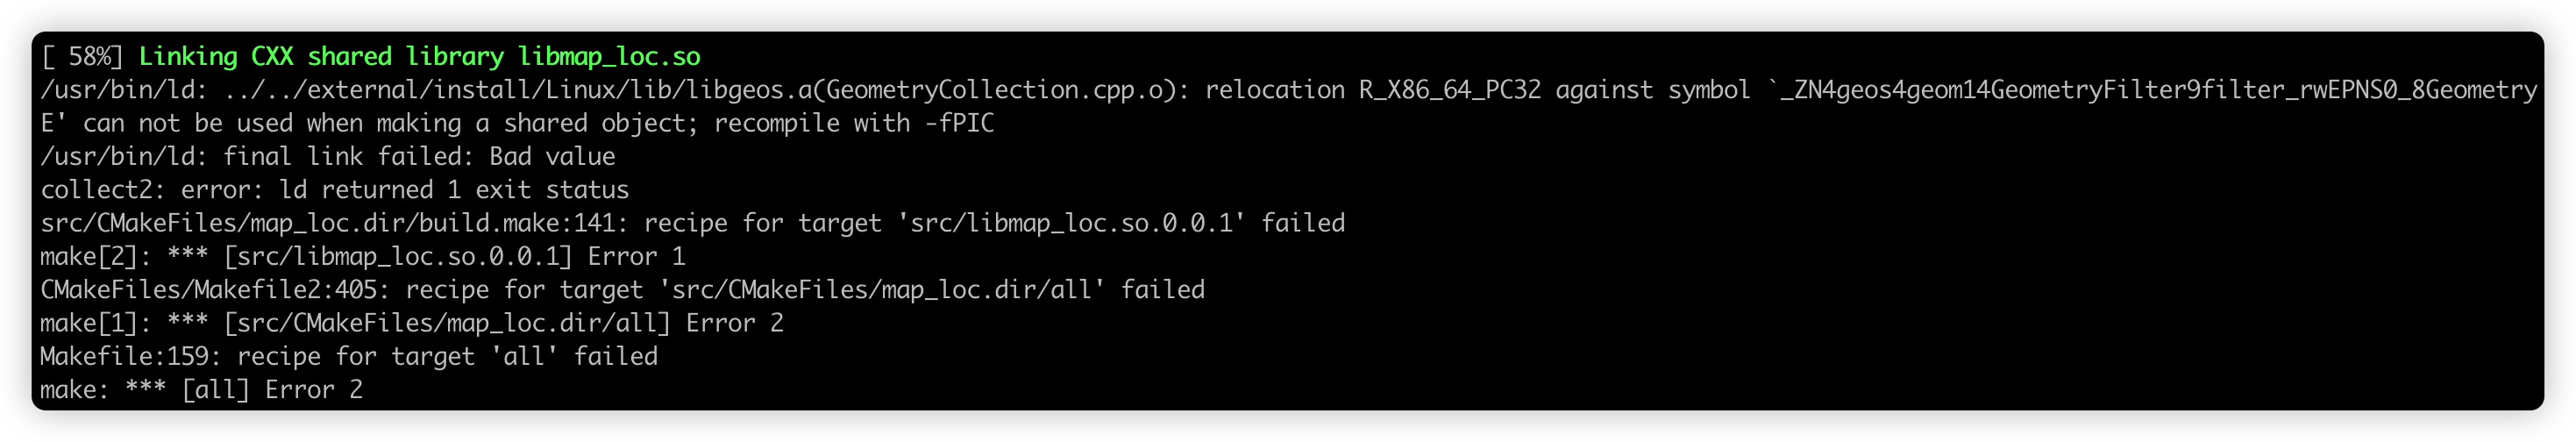 [ 58%] Linking CXX shared library libmap_loc.so
/usr/bin/ld: ../../external/install/Linux/lib/libgeos.a(GeometryCollection.cpp.o): relocation R_X86_64_PC32 against symbol `_ZN4geos4geom14GeometryFilter9filter_rwEPNS0_8Geometry
E' can not be used when making a shared object; recompile with -fPIC
/usr/bin/ld: final link failed: Bad value
collect2: error: ld returned 1 exit status
src/CMakeFiles/map_loc.dir/build.make:141: recipe for target 'src/libmap_loc.so.0.0.1' failed
make[2]: *** [src/libmap_loc.so.0.0.1] Error 1
CMakeFiles/Makefile2:405: recipe for target 'src/CMakeFiles/map_loc.dir/all' failed
make[1]: *** [src/CMakeFiles/map_loc.dir/all] Error 2
Makefile:159: recipe for target 'all' failed
make: *** [all] Error 2